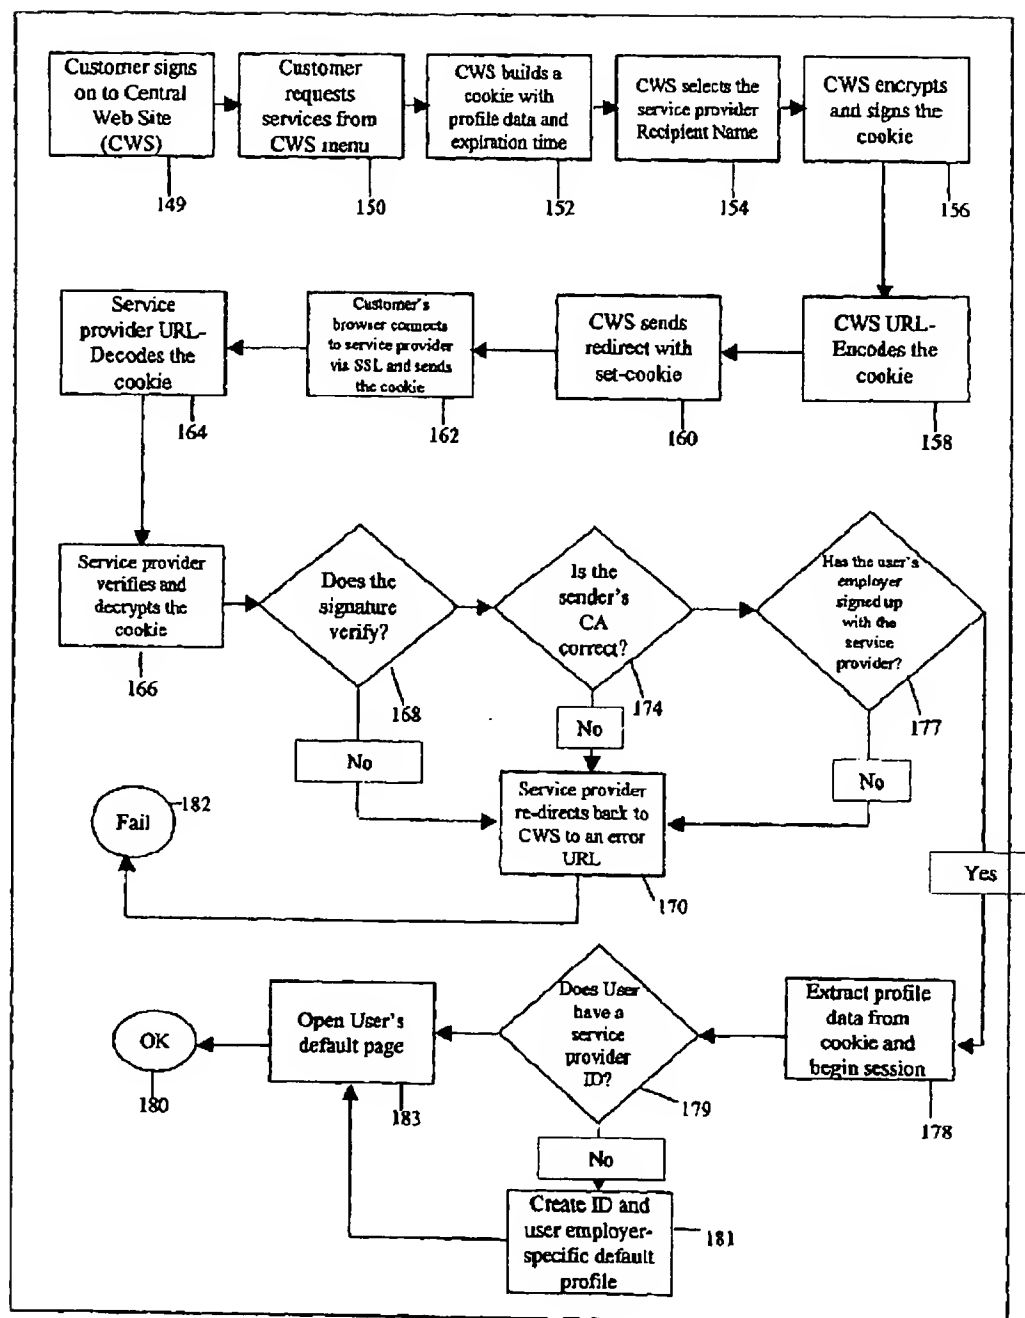 Customer signs
on to Central
Web Site
(CWS)
149
Customer
requests
services from
CWS menu
150
CWS builds a
cookie with
profile data and
expiration time
152
CWS selects the
service provider
Recipient Name
154
CWS encrypts
and signs the
cookie
156
Service
provider URL-
Decodes the
cookie
164
Customer's
browser connects
to service provider
via SSL and sends
the cookie
162
CWS sends
redirect with
set-cookie
160
CWS URL-
Encodes the
cookie
158
Service provider
verifies and
decrypts the
cookie
166
Does the
signature
verify?
168
No
Is the
sender's
CA
correct?
174
No
Has the user's
employer
signed up
with the
service
provider?
177
No
Yes
Fail
182
Service provider
re-directs back to
CWS to an error
URL
170
OK
180
Open User's
default page
183
Does User
have a
service
provider
ID?
179
No
Extract profile
data from
cookie and
begin session
178
Create ID and
user employer-
specific default
profile
181